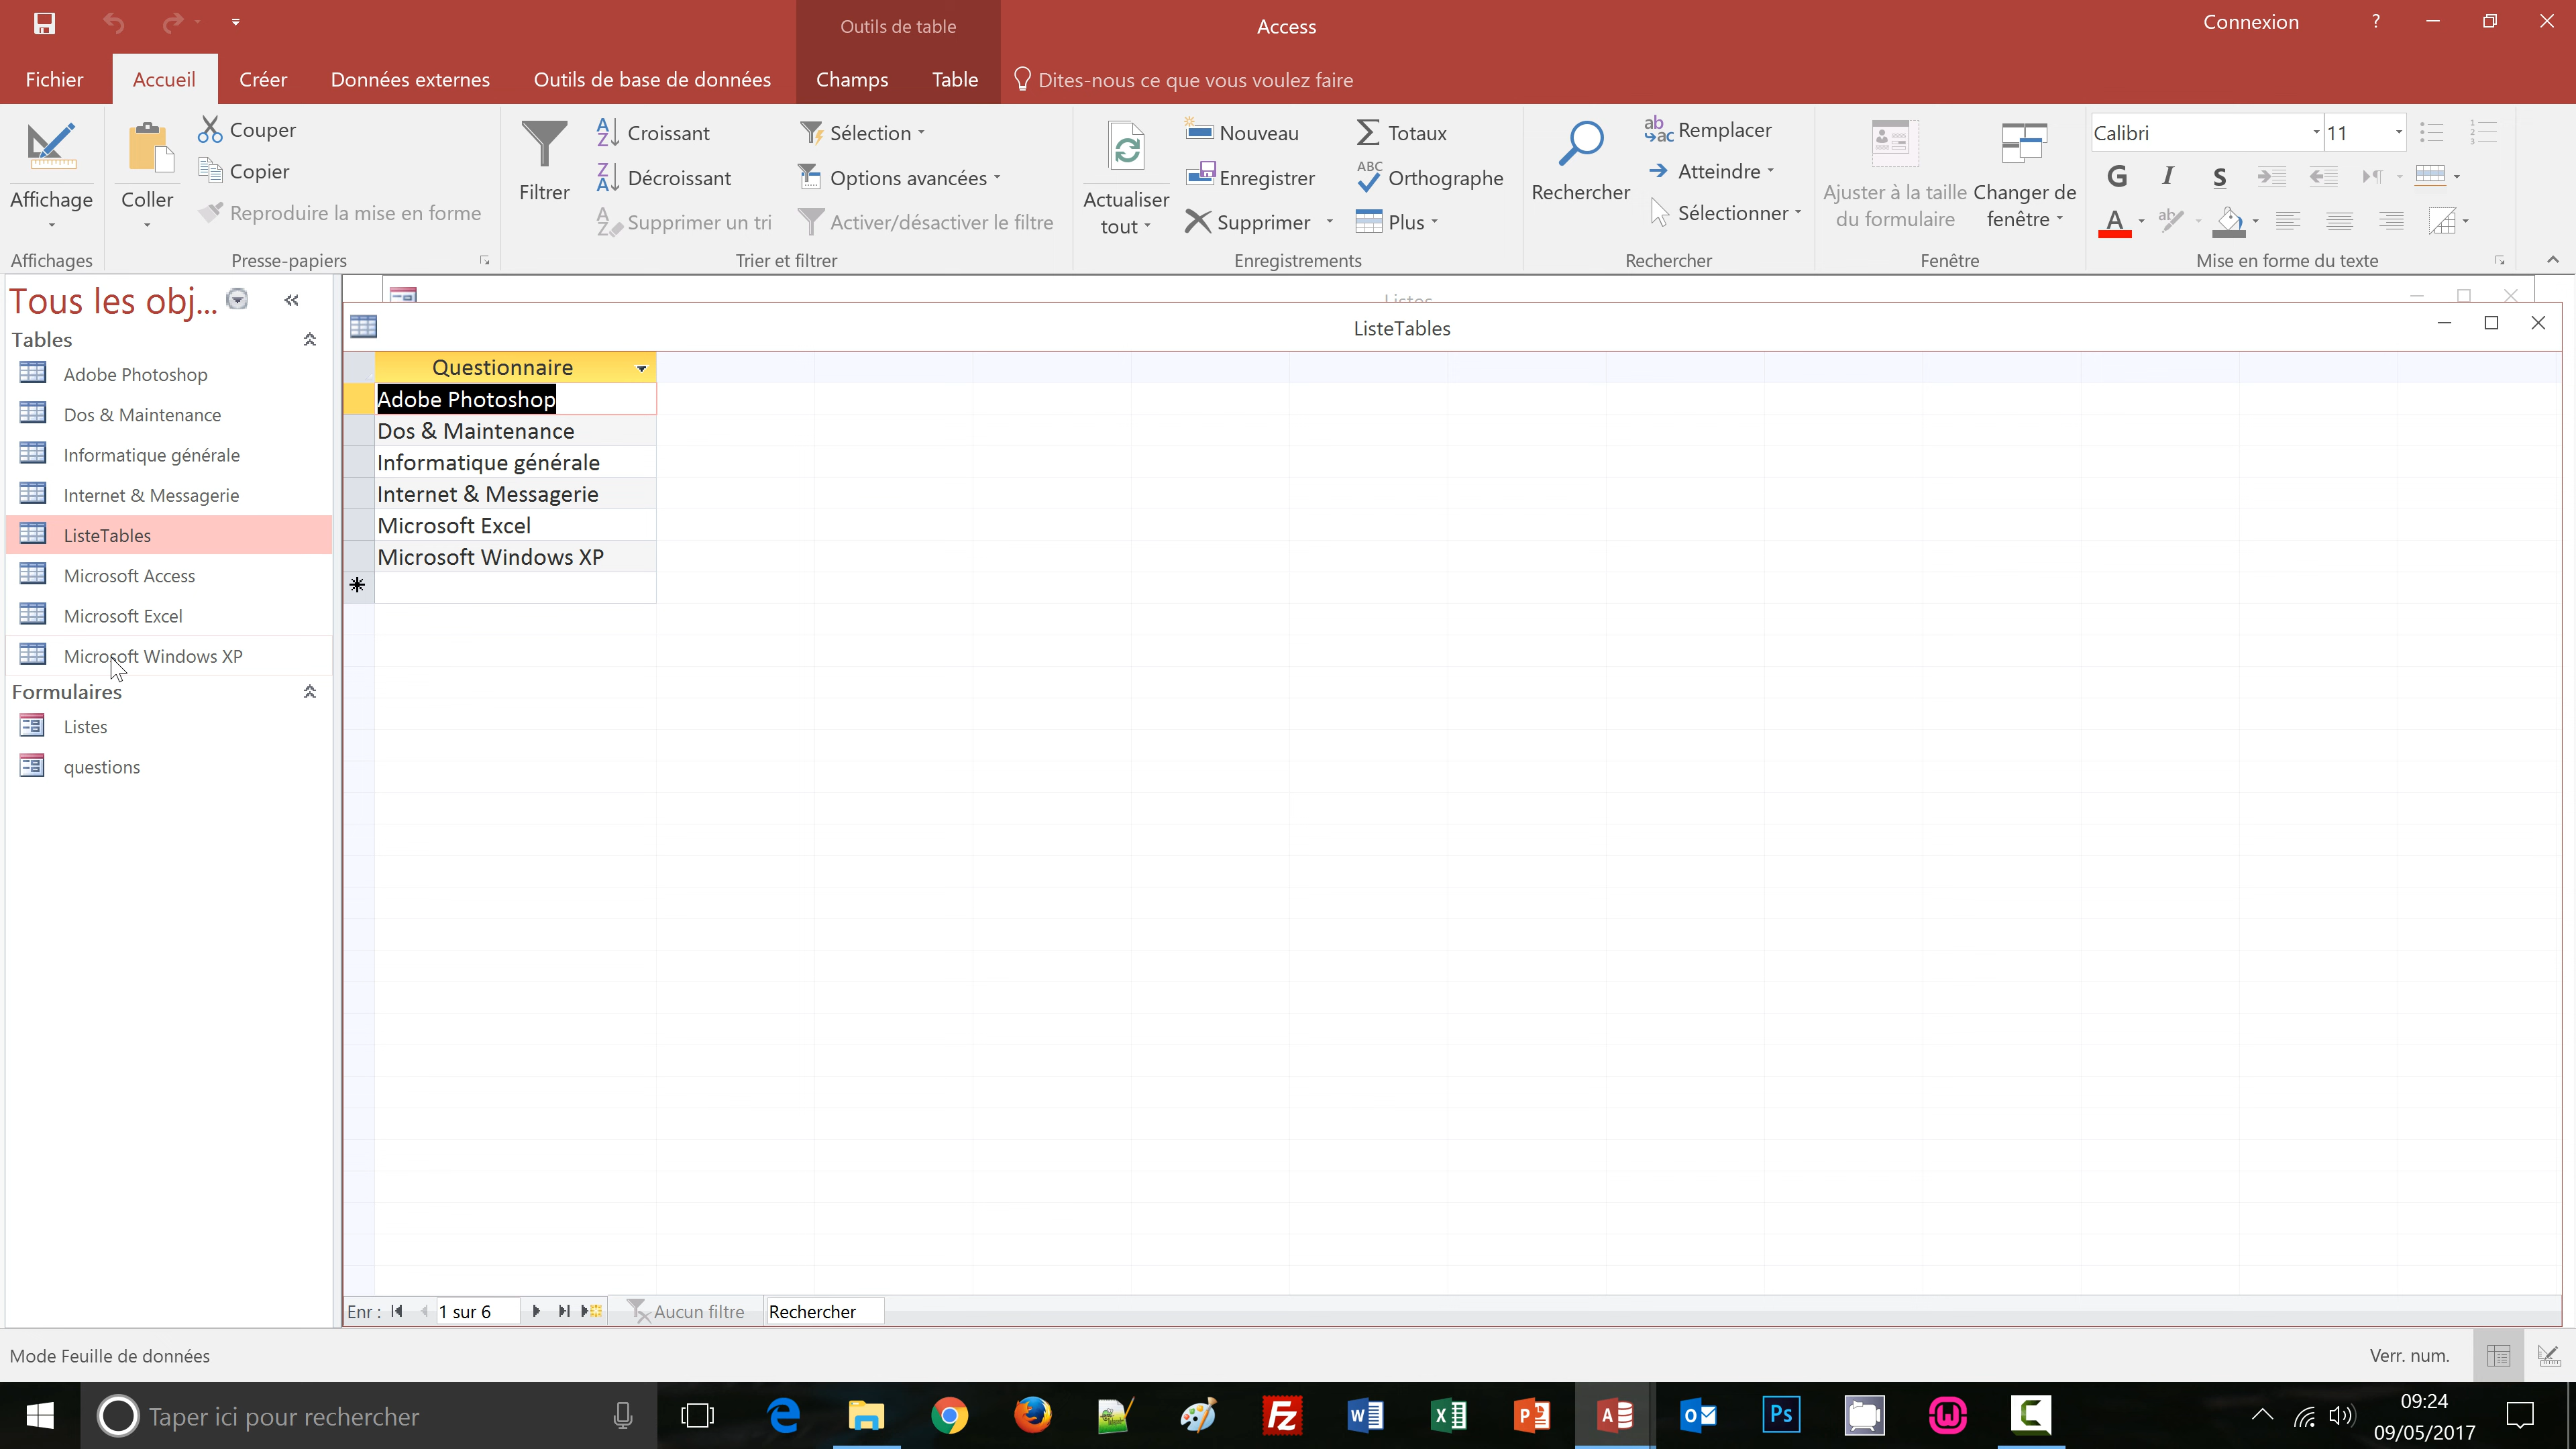 Outils de table
Access
Connexion
?
Fichier
Accueil
Créer
Données externes
Outils de base de données
Champs
Table
Dites-nous ce que vous voulez faire
Affichage
Affichages
Coller
Couper
Copier
Reproduire la mise en forme
Presse-papiers
Filtrer
Croissant
Décroissant
Supprimer un tri
Sélection
Options avancées
Activer/désactiver le filtre
Trier et filtrer
Actualiser
tout
Nouveau
Enregistrer
Supprimer
Totaux
Orthographe
Plus
Enregistrements
Rechercher
Remplacer
Atteindre
Sélectionner
Rechercher
Ajuster à la taille
du formulaire
Changer de
fenêtre
Fenêtre
Calibri
11
G I S
Mise en forme du texte
Tous les obj...
Tables
Adobe Photoshop
Dos & Maintenance
Informatique générale
Internet & Messagerie
ListeTables
Microsoft Access
Microsoft Excel
Microsoft Windows XP
Formulaires
Listes
questions
Listes
ListeTables
Questionnaire
Adobe Photoshop
Dos & Maintenance
Informatique générale
Internet & Messagerie
Microsoft Excel
Microsoft Windows XP
Enr :
1 sur 6
Aucun filtre
Rechercher
Mode Feuille de données
Verr. num.
Taper ici pour rechercher
09:24
09/05/2017